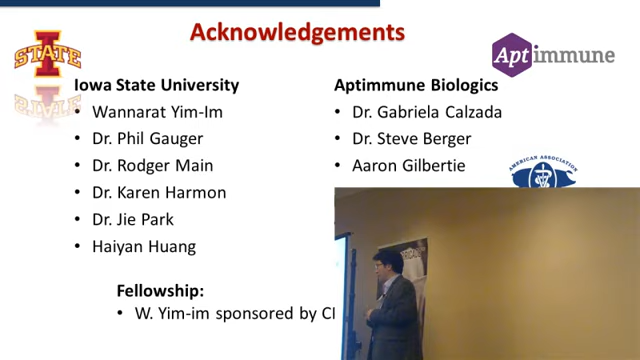 Acknowledgements
STATE
Aptimmune
Iowa State University
• Wannarat Yim-Im
• Dr. Phil Gauger
• Dr. Rodger Main
• Dr. Karen Harmon
• Dr. Jie Park
• Haiyan Huang
Aptimmune Biologics
• Dr. Gabriela Calzada
• Dr. Steve Berger
• Aaron Gilbertie
AMERICAN ASSOCIATION
Fellowship:
• W. Yim-im sponsored by